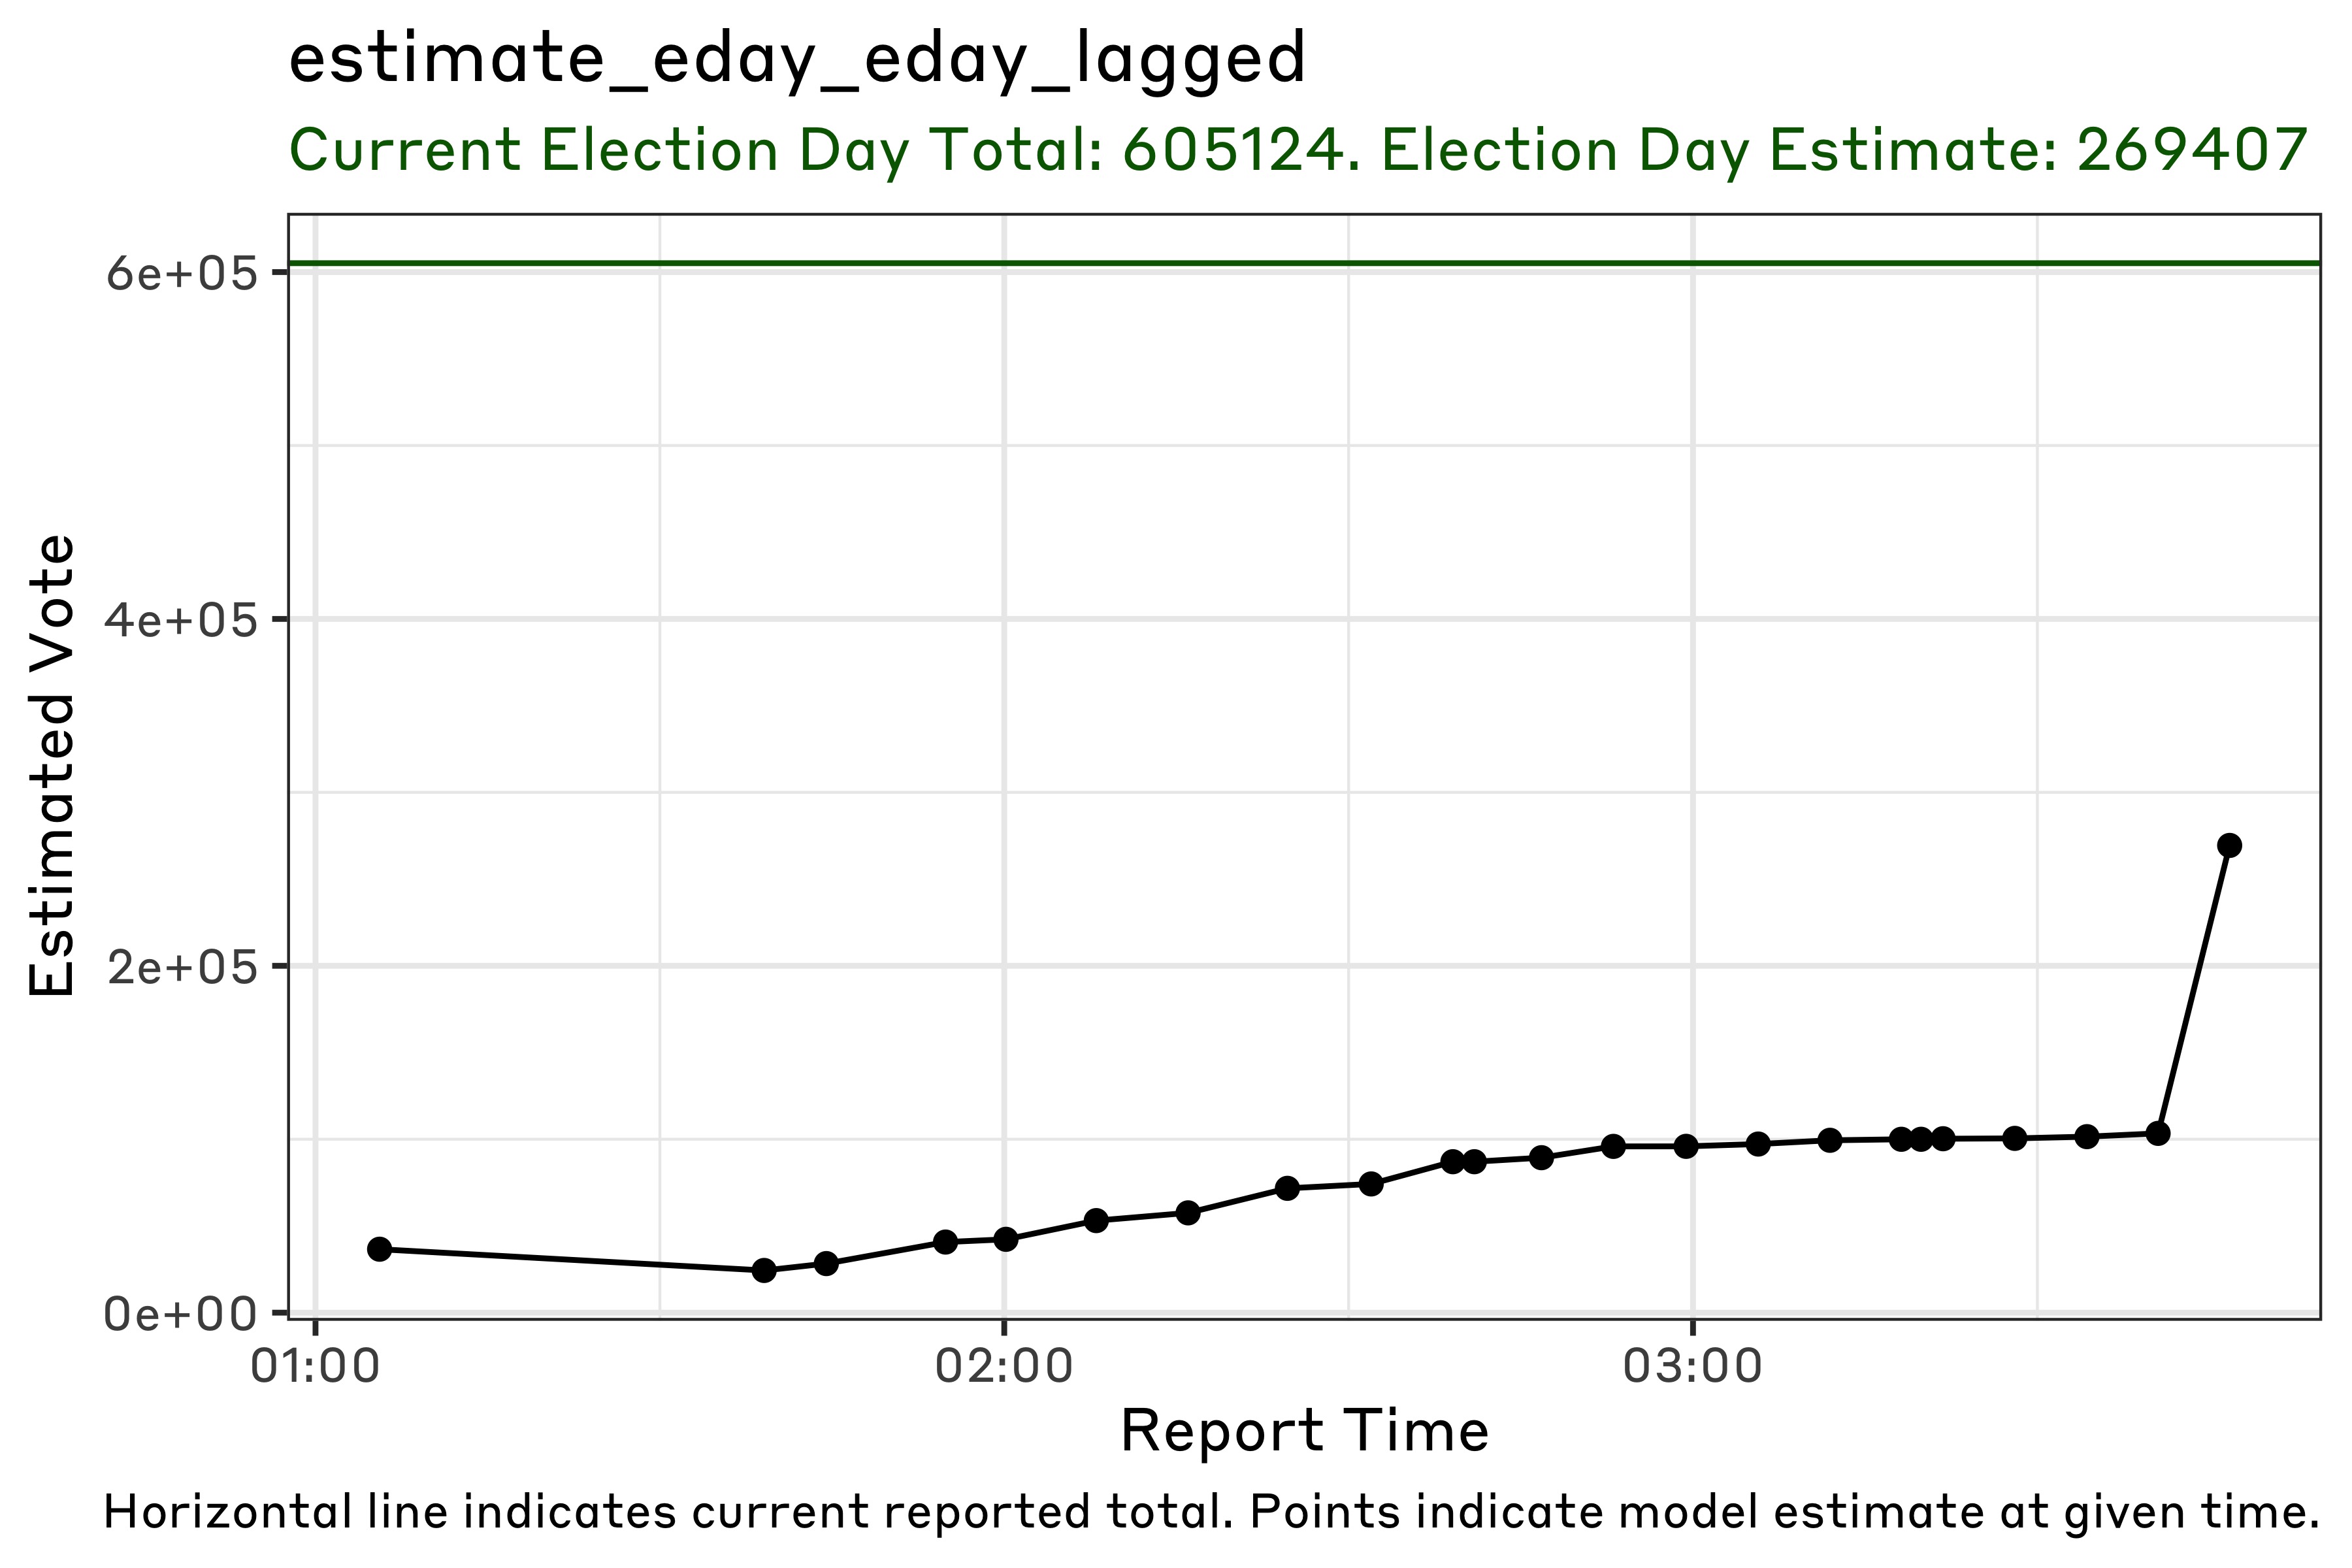 estimate_eday_eday_lagged
Current Election Day Total: 605124. Election Day Estimate: 269407
Estimated Vote
6e+05
4e+05
2e+05
0e+00
01:00 02:00 03:00
Report Time
Horizontal line indicates current reported total. Points indicate model estimate at given time.